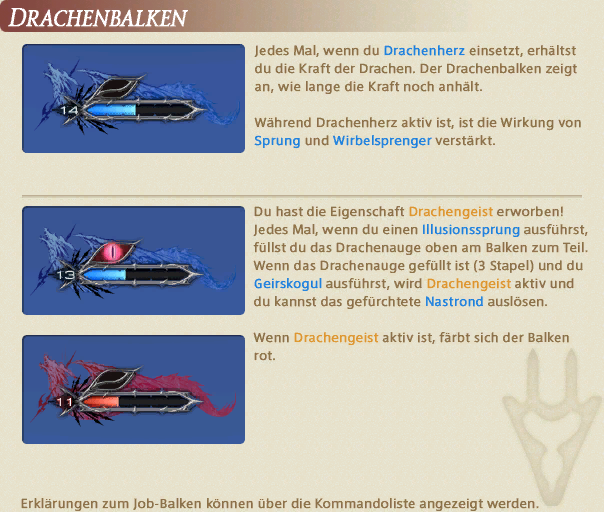 DRACHENBALKEN
Jedes Mal, wenn du Drachenherz einsetzt, erhältst
du die Kraft der Drachen. Der Drachenbalken zeigt
an, wie lange die Kraft noch anhält.
Während Drachenherz aktiv ist, ist die Wirkung von
Sprung und Wirbelsprenger verstärkt.
14
Du hast die Eigenschaft Drachengeist erworben!
Jedes Mal, wenn du einen Illusionssprung ausführst,
füllst du das Drachenauge oben am Balken zum Teil.
Wenn das Drachenauge gefüllt ist (3 Stapel) und du
Geirskogul ausführst, wird Drachengeist aktiv und
du kannst das gefürchtete Nastrond auslösen.
13
Wenn Drachengeist aktiv ist, färbt sich der Balken
rot.
11
Erklärungen zum Job-Balken können über die Kommandoliste angezeigt werden.